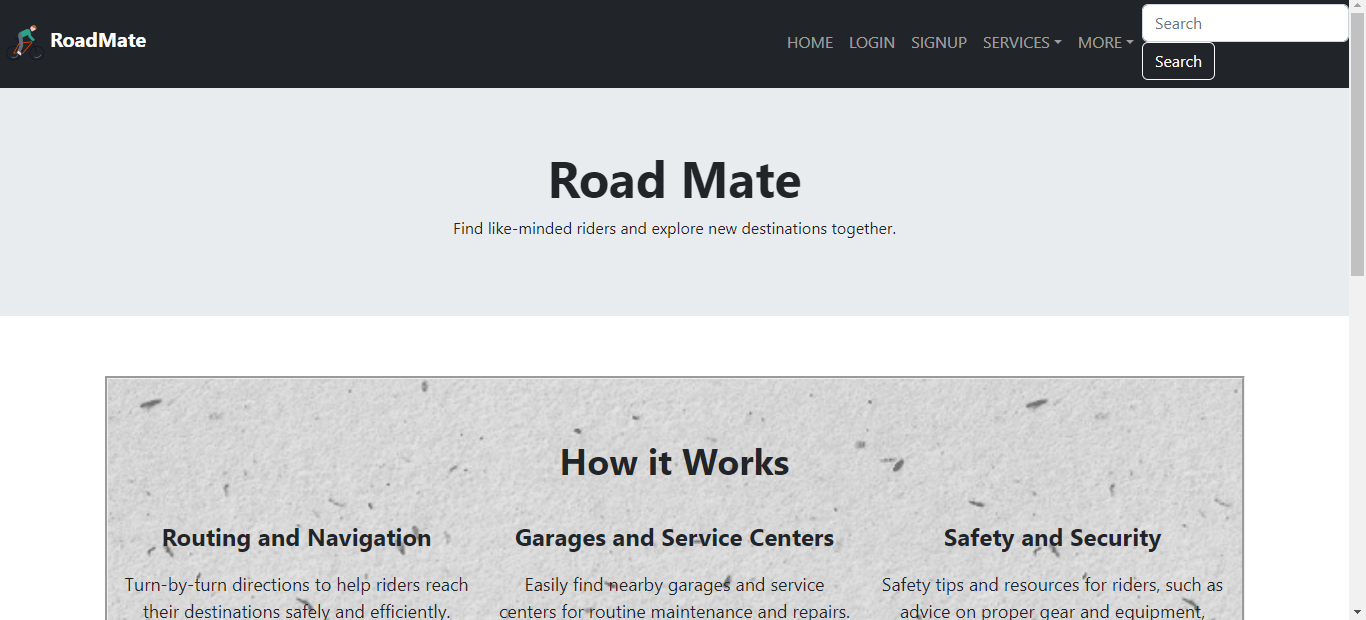 RoadMate
HOME LOGIN SIGNUP SERVICES MORE
Search
Search
Road Mate
Find like-minded riders and explore new destinations together.
How it Works
Routing and Navigation
Turn-by-turn directions to help riders reach
their destinations safely and efficiently.
Garages and Service Centers
Easily find nearby garages and service
centers for routine maintenance and repairs.
Safety and Security
Safety tips and resources for riders, such as
advice on proper gear and equipment,